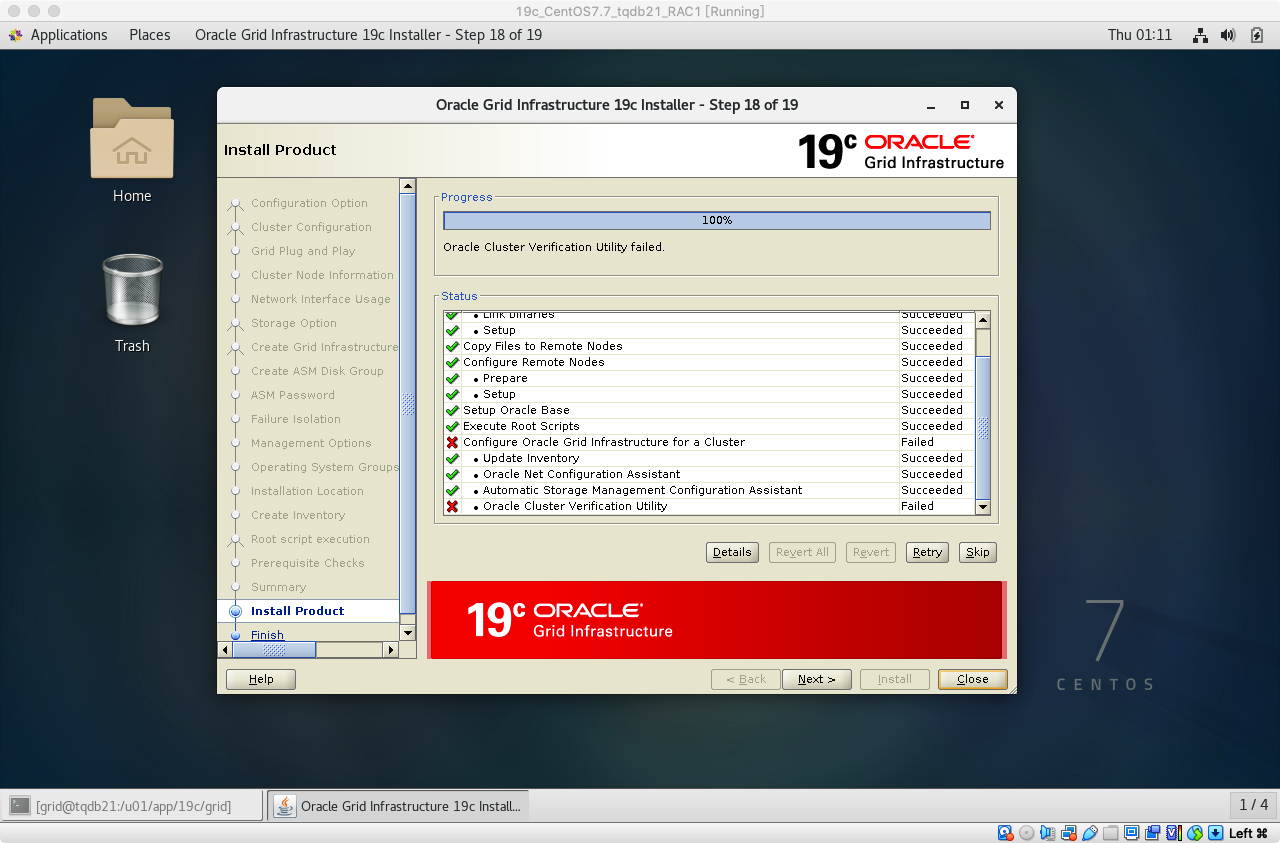 19c_CentOS7.7_tqdb21_RAC1 [Running]
Applications Places Oracle Grid Infrastructure 19c Installer - Step 18 of 19 Thu 01:11
Home
Trash
Oracle Grid Infrastructure 19c Installer - Step 18 of 19
Install Product
19c ORACLE
Grid Infrastructure
Configuration Option
Cluster Configuration
Grid Plug and Play
Cluster Node Information
Network Interface Usage
Storage Option
Create Grid Infrastructure
Create ASM Disk Group
ASM Password
Failure Isolation
Management Options
Operating System Groups
Installation Location
Create Inventory
Root script execution
Prerequisite Checks
Summary
Install Product
Finish
Progress
100%
Oracle Cluster Verification Utility failed.
Status
• Link binaries Succeeded
• Setup Succeeded
Copy Files to Remote Nodes Succeeded
Configure Remote Nodes Succeeded
• Prepare Succeeded
• Setup Succeeded
Setup Oracle Base Succeeded
Execute Root Scripts Succeeded
Configure Oracle Grid Infrastructure for a Cluster Failed
• Update Inventory Succeeded
• Oracle Net Configuration Assistant Succeeded
• Automatic Storage Management Configuration Assistant Succeeded
• Oracle Cluster Verification Utility Failed
Details Revert All Revert Retry Skip
19c ORACLE
Grid Infrastructure
Help < Back Next > Install Close
7
CENTOS
[grid@tqdb21:/u01/app/19c/grid] Oracle Grid Infrastructure 19c Install... 1 / 4
Left ⌘